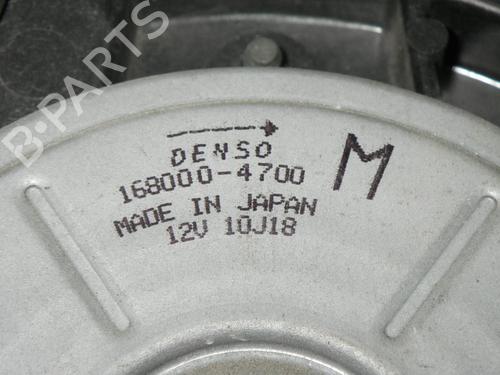 B-PARTS
DENSO
168000-4700
M
MADE IN JAPAN
12V 10J18